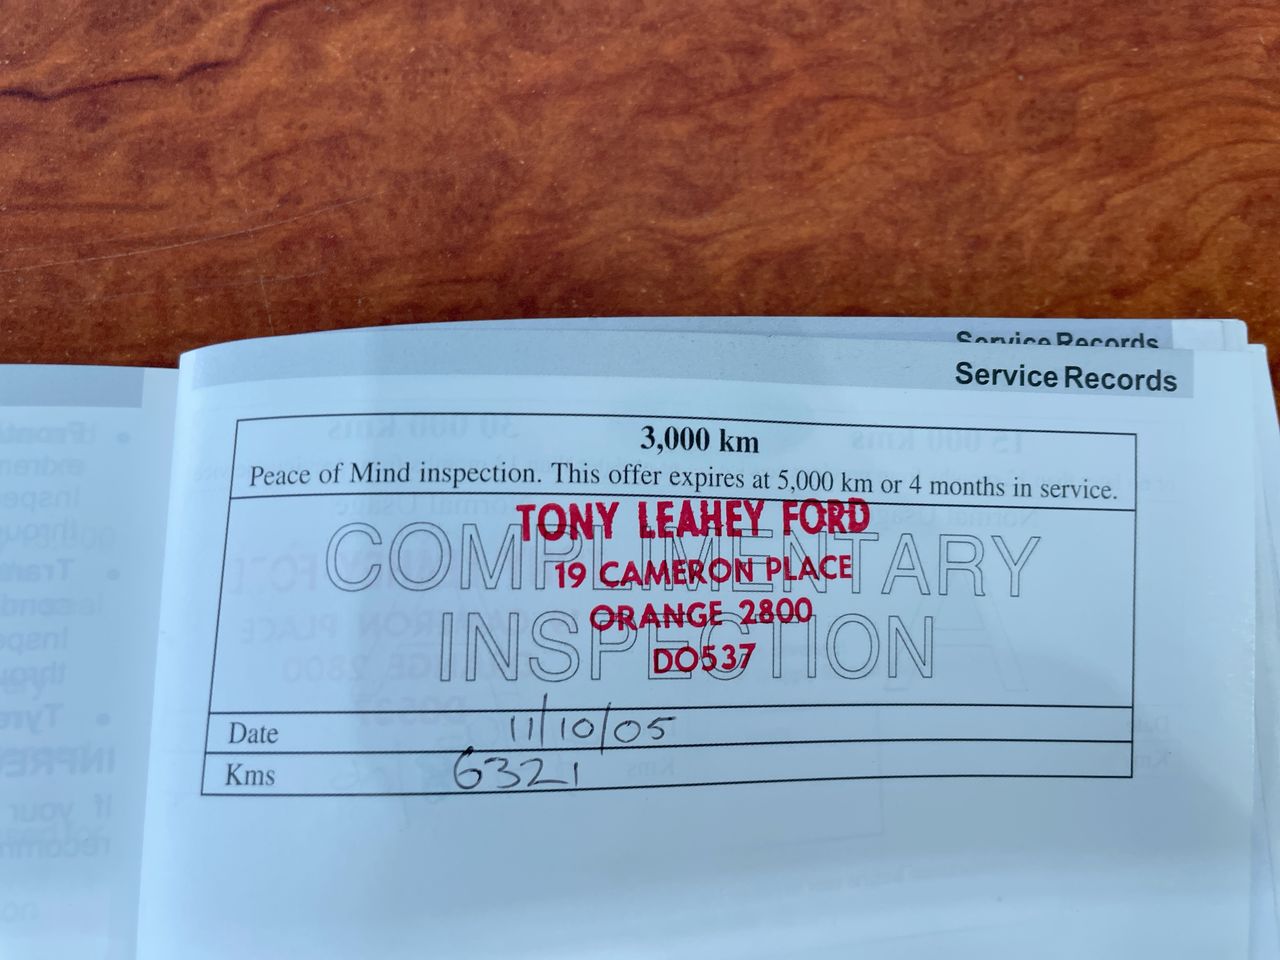 Service Records
Service Records
3,000 km
Peace of Mind inspection. This offer expires at 5,000 km or 4 months in service.
TONY LEAHEY FORD
COMPLIMENTARY
19 CAMERON PLACE
ORANGE 2800
INSPECTION
DO537
Date 11/10/05
Kms 6321